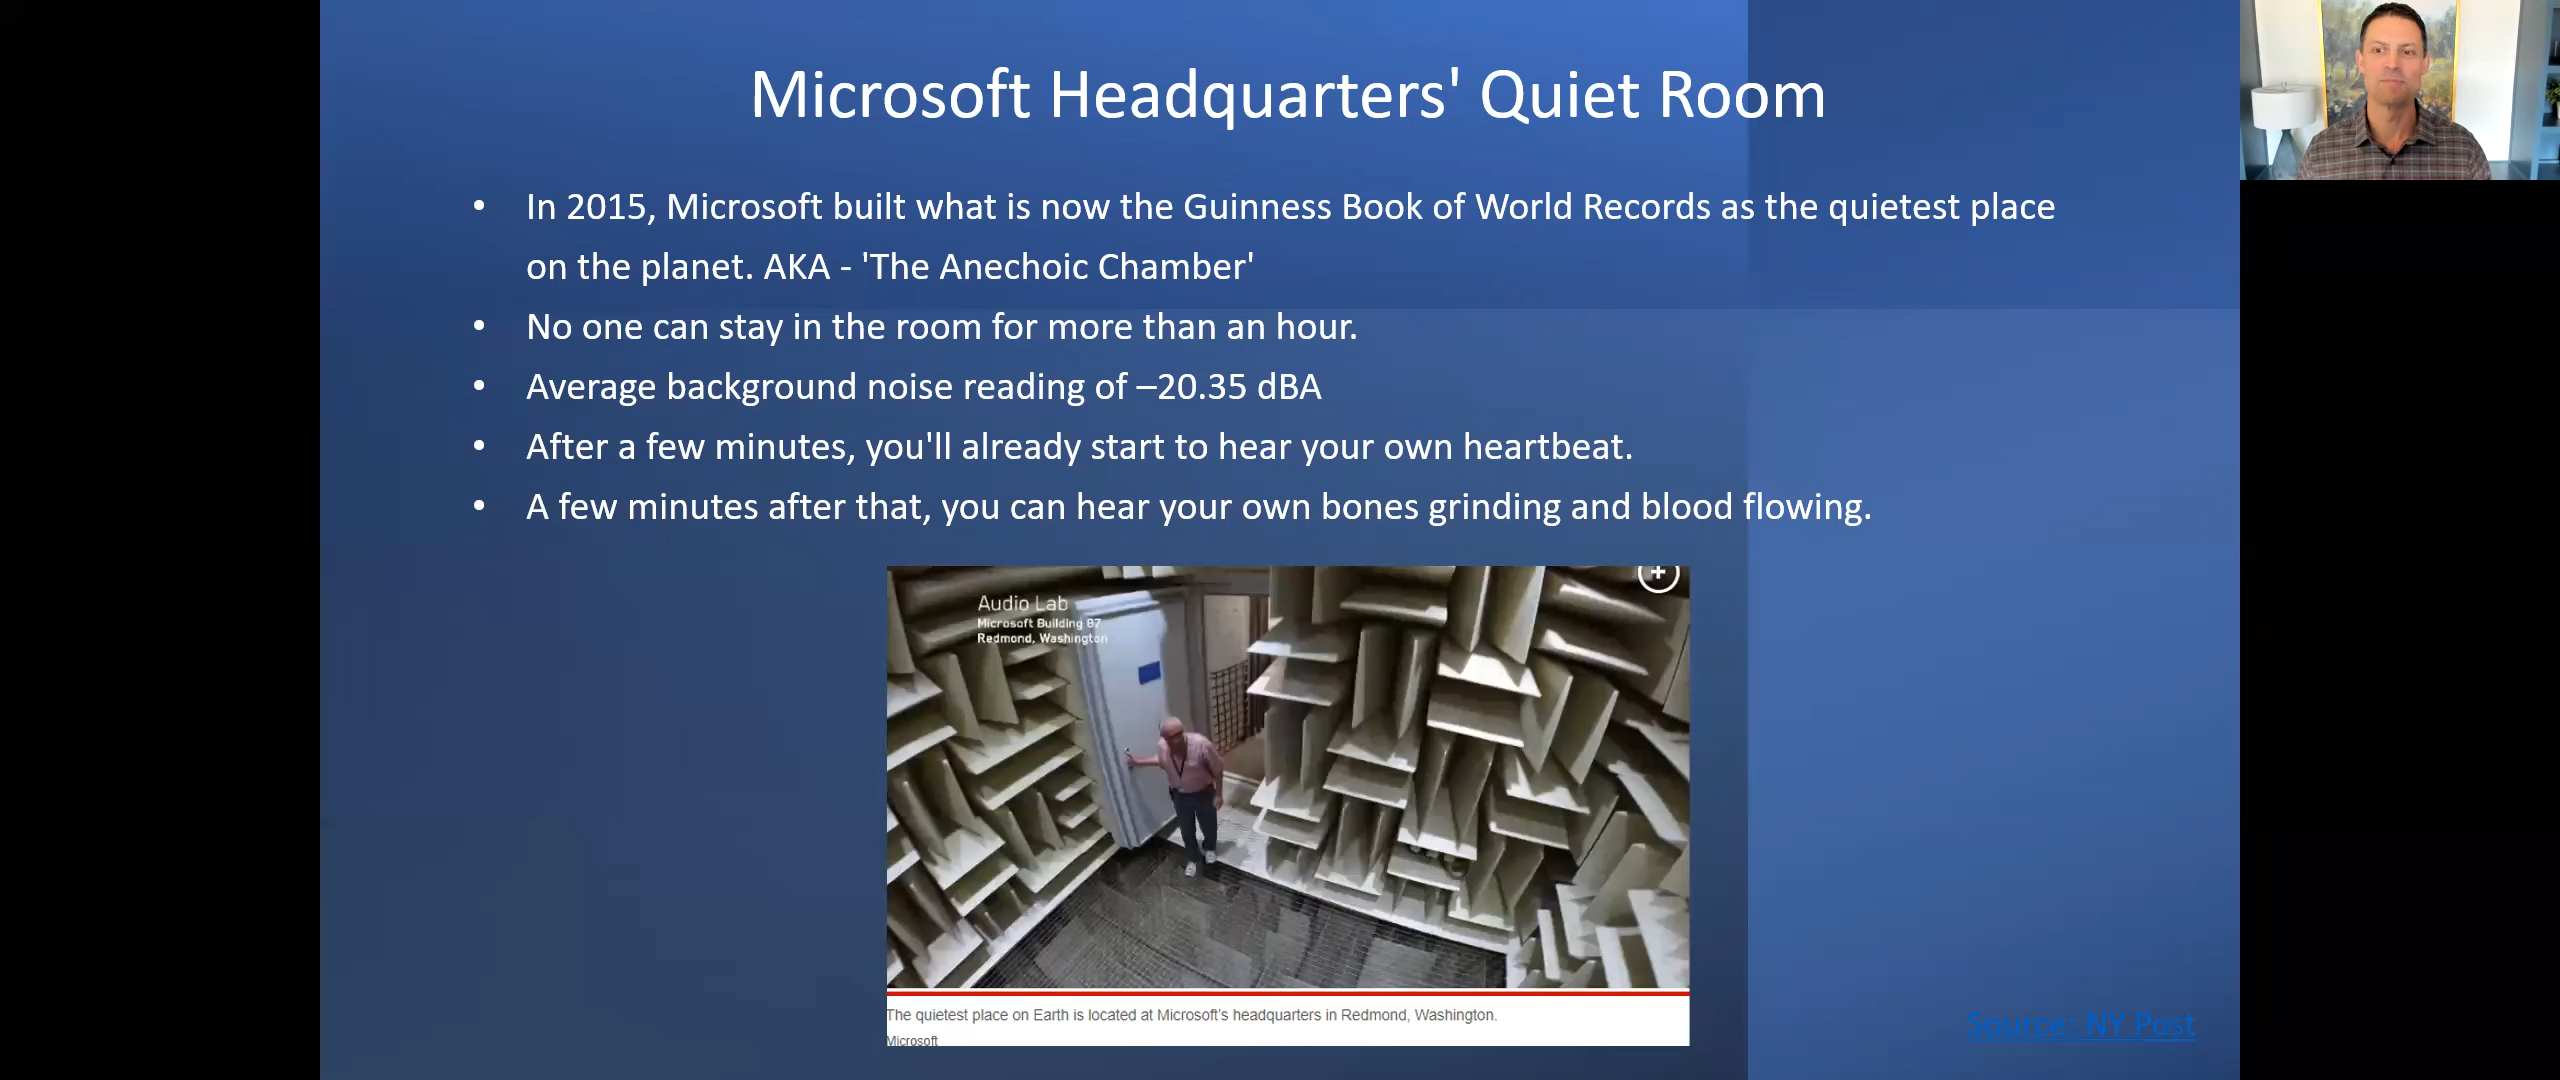 Microsoft Headquarters' Quiet Room
• In 2015, Microsoft built what is now the Guinness Book of World Records as the quietest place
on the planet. AKA - 'The Anechoic Chamber'
• No one can stay in the room for more than an hour.
• Average background noise reading of –20.35 dBA
• After a few minutes, you'll already start to hear your own heartbeat.
• A few minutes after that, you can hear your own bones grinding and blood flowing.
Audio Lab
Microsoft Building 87
Redmond, Washington
The quietest place on Earth is located at Microsoft's headquarters in Redmond, Washington.
Microsoft
Source: NY Post